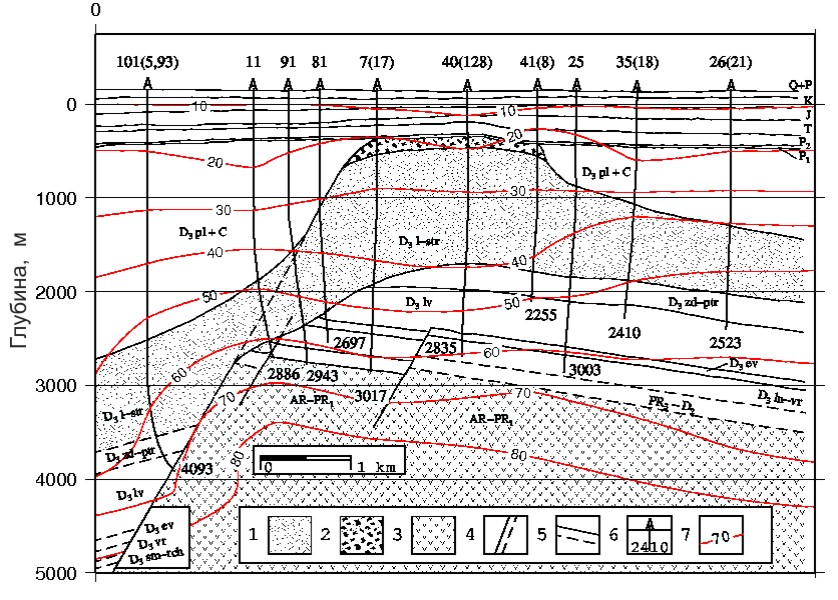 0
101(5,93) 11 91 81 7(17) 40(128) 41(8) 25 35(18) 26(21)
A A A A A A A A A A
Q+P
0 10 10 K
J
T
20 P₂
20 P₁
D₃ pl + C
1000 30 30
D₃ pl + C D₃ l-str
40 40
2000 50 D₃ lv 50 D₃ zd-ptr
2255
2410
2697 2835 60 2523
D₃ ev
2886 2943 3003
3000 60 70 AR-PR₁ 3017 70 PR₂ D₂ D₃ ln-vr
D₃ l-str AR-PR₁
D₃ zd-ptr 80 80
4093 0 1 km
4000
D₃ lv
D₃ ev
D₃ vr
D₃ sm-rch
1 2 3 4 5 6 A 2410 7 70
5000
Глубина, м